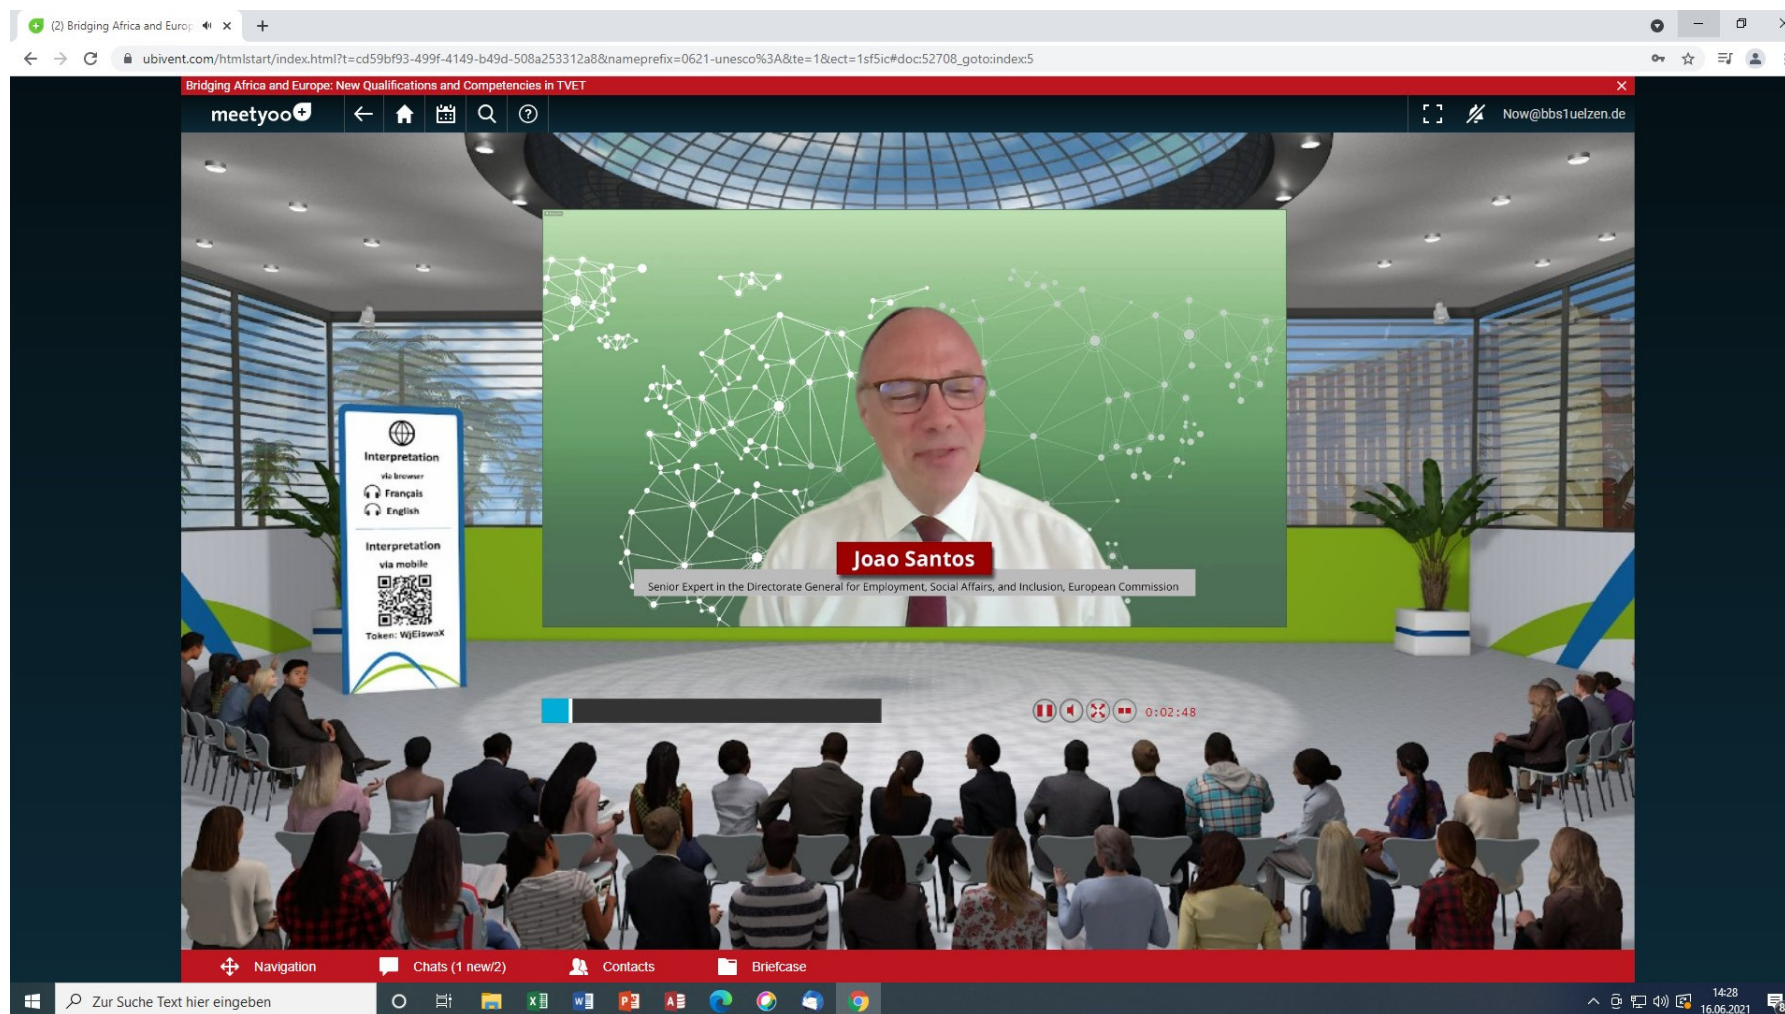 (2) Bridging Africa and Europ
ubivent.com/htmlstart/index.html?t=cd59bf93-499f-4149-b49d-508a253312a8&nameprefix=0621-unesco%3A&te=1&ect=1sf5ic#doc:52708_goto:index:5
Bridging Africa and Europe: New Qualifications and Competencies in TVET
meetyoo
Now@bbs1uelzen.de
Interpretation
via browser
Français
English
Interpretation
via mobile
Token: WjEiswaX
Joao Santos
Senior Expert in the Directorate General for Employment, Social Affairs, and Inclusion, European Commission
0:02:48
Navigation
Chats (1 new/2)
Contacts
Briefcase
Zur Suche Text hier eingeben
14:28
16.06.2021